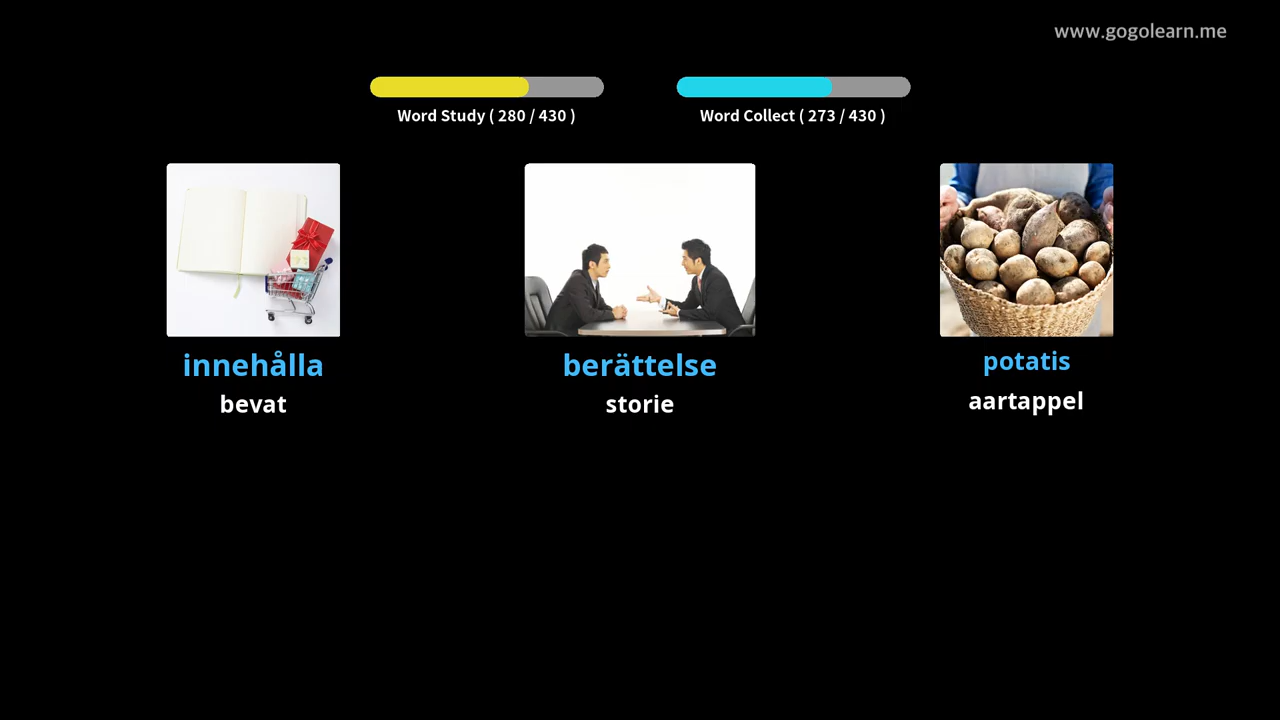 www.gogolearn.me
Word Study ( 280 / 430 )
Word Collect ( 273 / 430 )
innehålla
bevat
berättelse
storie
potatis
aartappel